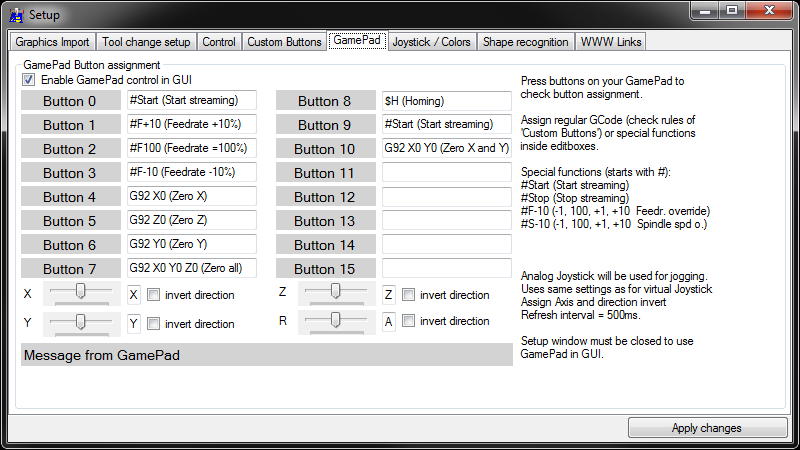 Setup
Graphics Import Tool change setup Control Custom Buttons GamePad Joystick / Colors Shape recognition WWW Links
GamePad Button assignment
Enable GamePad control in GUI
Button 0 #Start (Start streaming)
Button 1 #F+10 (Feedrate +10%)
Button 2 #F100 (Feedrate =100%)
Button 3 #F-10 (Feedrate -10%)
Button 4 G92 X0 (Zero X)
Button 5 G92 Z0 (Zero Z)
Button 6 G92 Y0 (Zero Y)
Button 7 G92 X0 Y0 Z0 (Zero all)
Button 8 $H (Homing)
Button 9 #Start (Start streaming)
Button 10 G92 X0 Y0 (Zero X and Y)
Button 11
Button 12
Button 13
Button 14
Button 15
X X invert direction
Y Y invert direction
Z Z invert direction
R A invert direction
Message from GamePad
Press buttons on your GamePad to
check button assignment.
Assign regular GCode (check rules of
'Custom Buttons') or special functions
inside editboxes.
Special functions (starts with #):
#Start (Start streaming)
#Stop (Stop streaming)
#F-10 (-1, 100, +1, +10 Feedr. override)
#S-10 (-1, 100, +1, +10 Spindle spd o.)
Analog Joystick will be used for jogging.
Uses same settings as for virtual Joystick
Assign Axis and direction invert
Refresh interval = 500ms.
Setup window must be closed to use
GamePad in GUI.
Apply changes